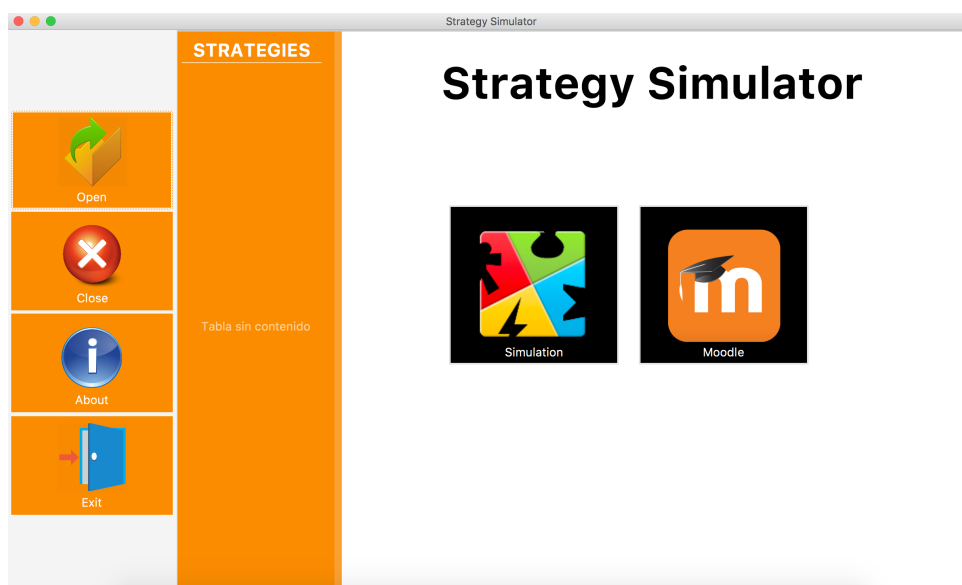 Strategy Simulator
STRATEGIES
Strategy Simulator
Open
Close
About
Exit
Tabla sin contenido
Simulation
m
Moodle